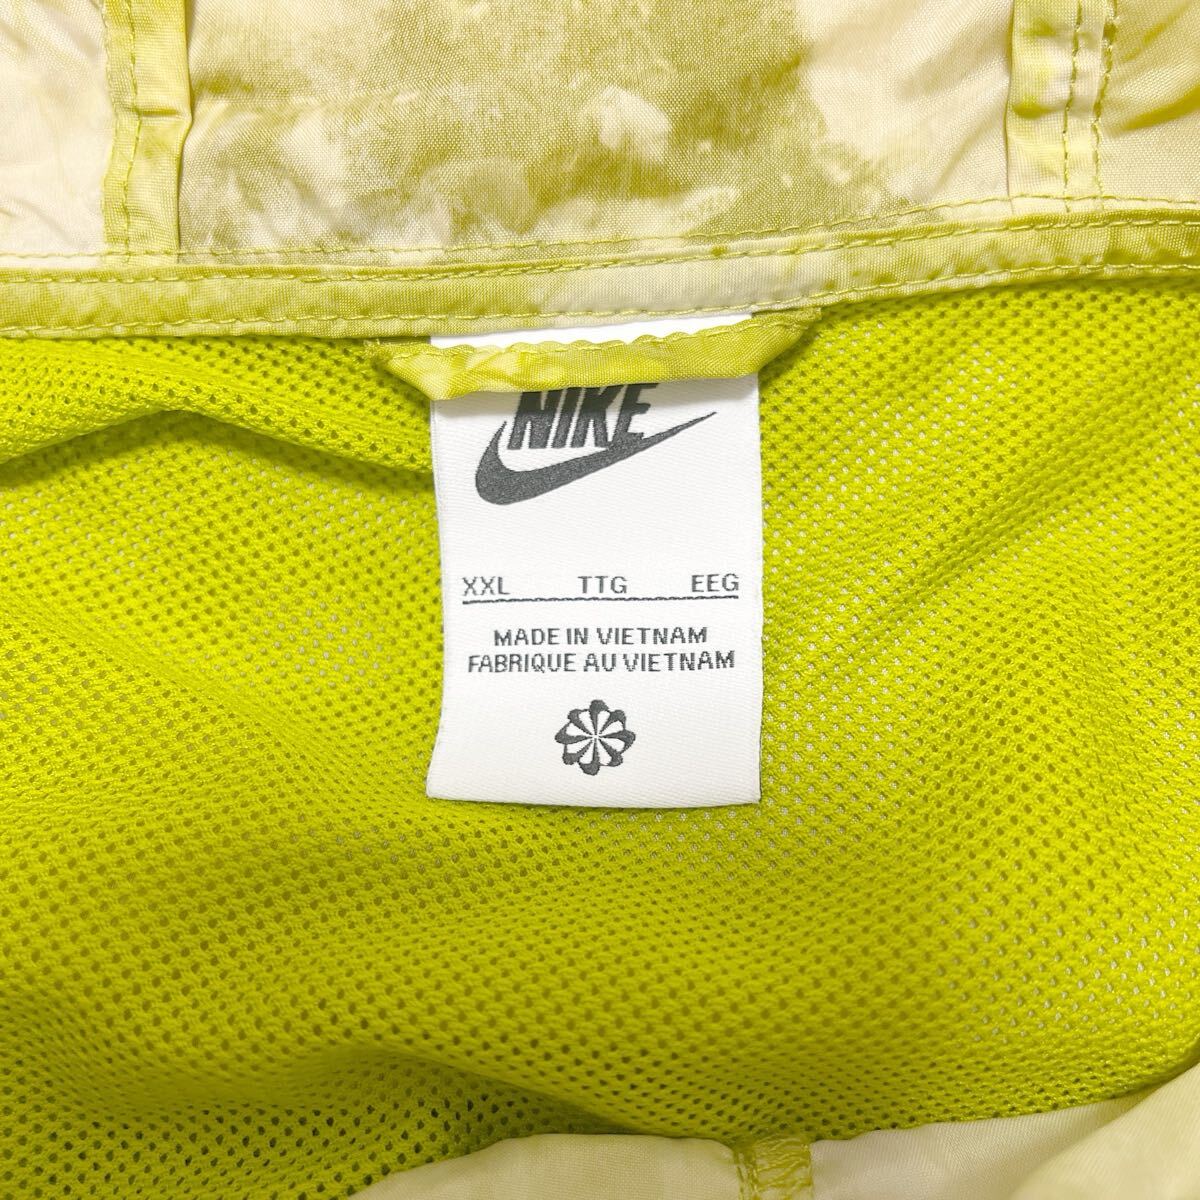 NIKE
XXL TTG EEG
MADE IN VIETNAM
FABRIQUE AU VIETNAM